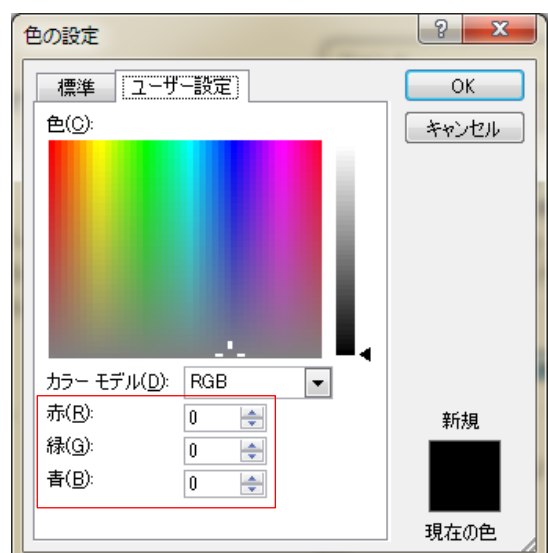 色の設定
標準 ユーザー設定
OK
キャンセル
色(C):
カラー モデル(D): RGB
赤(R): 0
緑(G): 0
青(B): 0
新規
現在の色